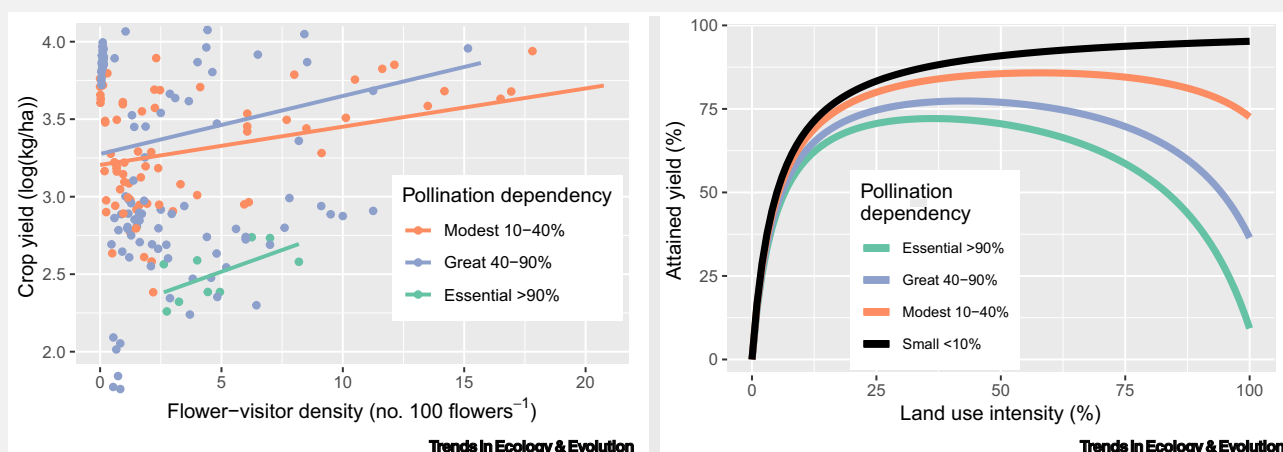 4.0
3.5
3.0
2.5
2.0
Crop yield (log(kg/ha))
0
5
10
15
20
Flower−visitor density (no. 100 flowers⁻¹)
Pollination dependency
Modest 10−40%
Great 40−90%
Essential >90%
Trends in Ecology & Evolution
100
75
50
25
0
Attained yield (%)
0
25
50
75
100
Land use intensity (%)
Pollination
dependency
Essential >90%
Great 40−90%
Modest 10−40%
Small <10%
Trends in Ecology & Evolution